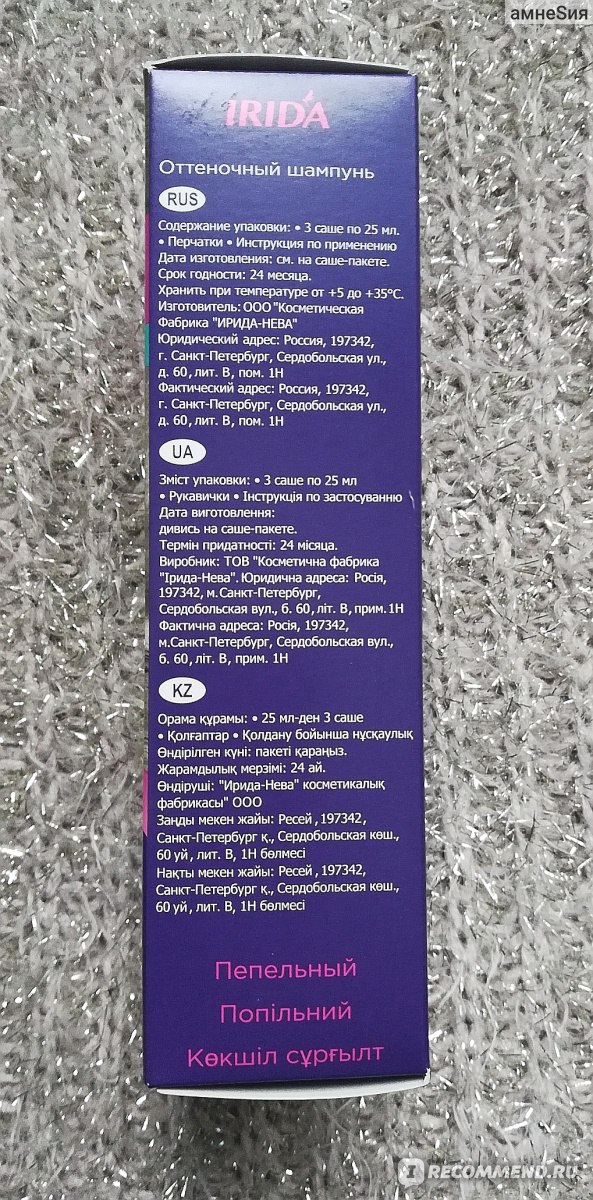 амнеSия
IRIDA
Оттеночный шампунь
RUS
Содержание упаковки: • 3 саше по 25 мл.
• Перчатки • Инструкция по применению
Дата изготовления: см. на саше-пакете.
Срок годности: 24 месяца.
Хранить при температуре от +5 до +35°С.
Изготовитель: ООО "Косметическая
Фабрика "ИРИДА-НЕВА"
Юридический адрес: Россия, 197342,
г. Санкт-Петербург, Сердобольская ул.,
д. 60, лит. В, пом. 1Н
Фактический адрес: Россия, 197342,
г. Санкт-Петербург, Сердобольская ул.,
д. 60, лит. В, пом. 1Н
UA
Зміст упаковки: • 3 саше по 25 мл
• Рукавички • Інструкція по застосуванню
Дата виготовлення:
дивись на саше-пакете.
Термін придатності: 24 місяца.
Виробник: ТОВ "Косметична фабрика
"Ірида-Нева". Юридична адреса: Росія,
197342, м.Санкт-Петербург,
Сердобольская вул., б. 60, літ. В, прим. 1Н
Фактична адреса: Росія, 197342,
м.Санкт-Петербург, Сердобольская вул.,
б. 60, літ. В, прим. 1Н
KZ
Орама құрамы: • 25 мл-ден 3 саше
• Қолғаптар • Қолдану бойынша нұсқаулық
Өндірілген күні: пакеті қараңыз.
Жарамдылық мерзімі: 24 ай.
Өндіруші: "Ирида-Нева" косметикалық
фабрикасы" ООО
Заңды мекен жайы: Ресей, 197342,
Санкт-Петербург қ., Сердобольская көш.,
60 уй, лит. В, 1Н бөлмесі
Нақты мекен жайы: Ресей, 197342,
Санкт-Петербург қ., Сердобольская көш.,
60 уй, лит. В, 1Н бөлмесі
Пепельный
Попільний
Көкшіл сұрғылт
IRECOMMEND.RU